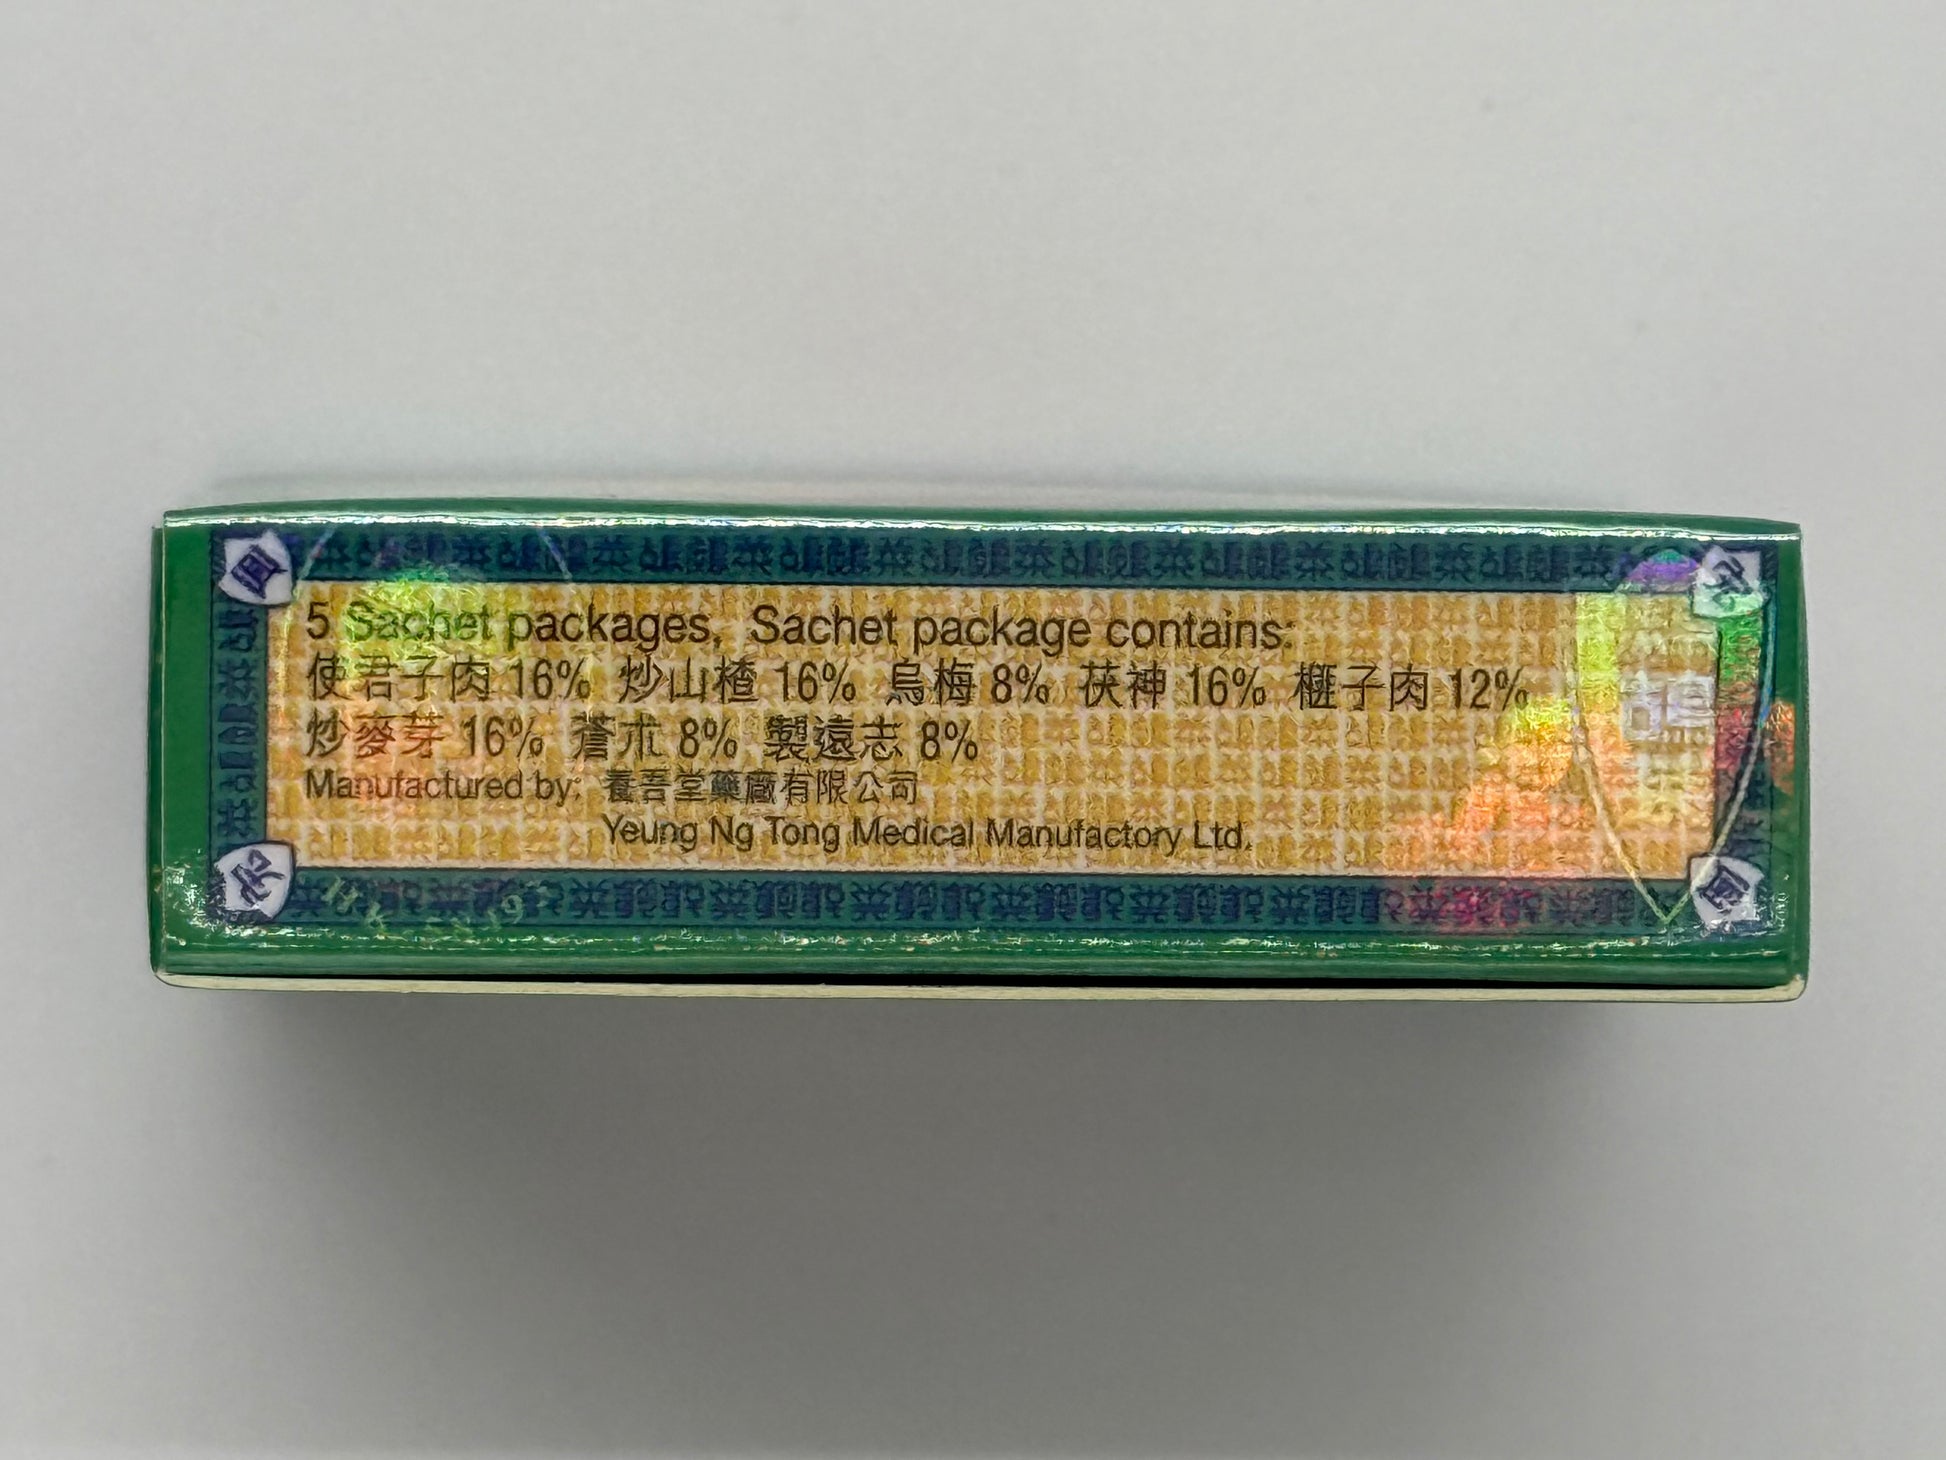 5 Sachet packages, Sachet package contains:
使君子肉 16% 炒山楂 16% 烏梅 8% 茯神 16% 榧子肉 12%
炒麥芽 16% 蒼朮 8% 製遠志 8%
Manufactured by: 養吾堂藥廠有限公司
Yeung Ng Tong Medical Manufactory Ltd.